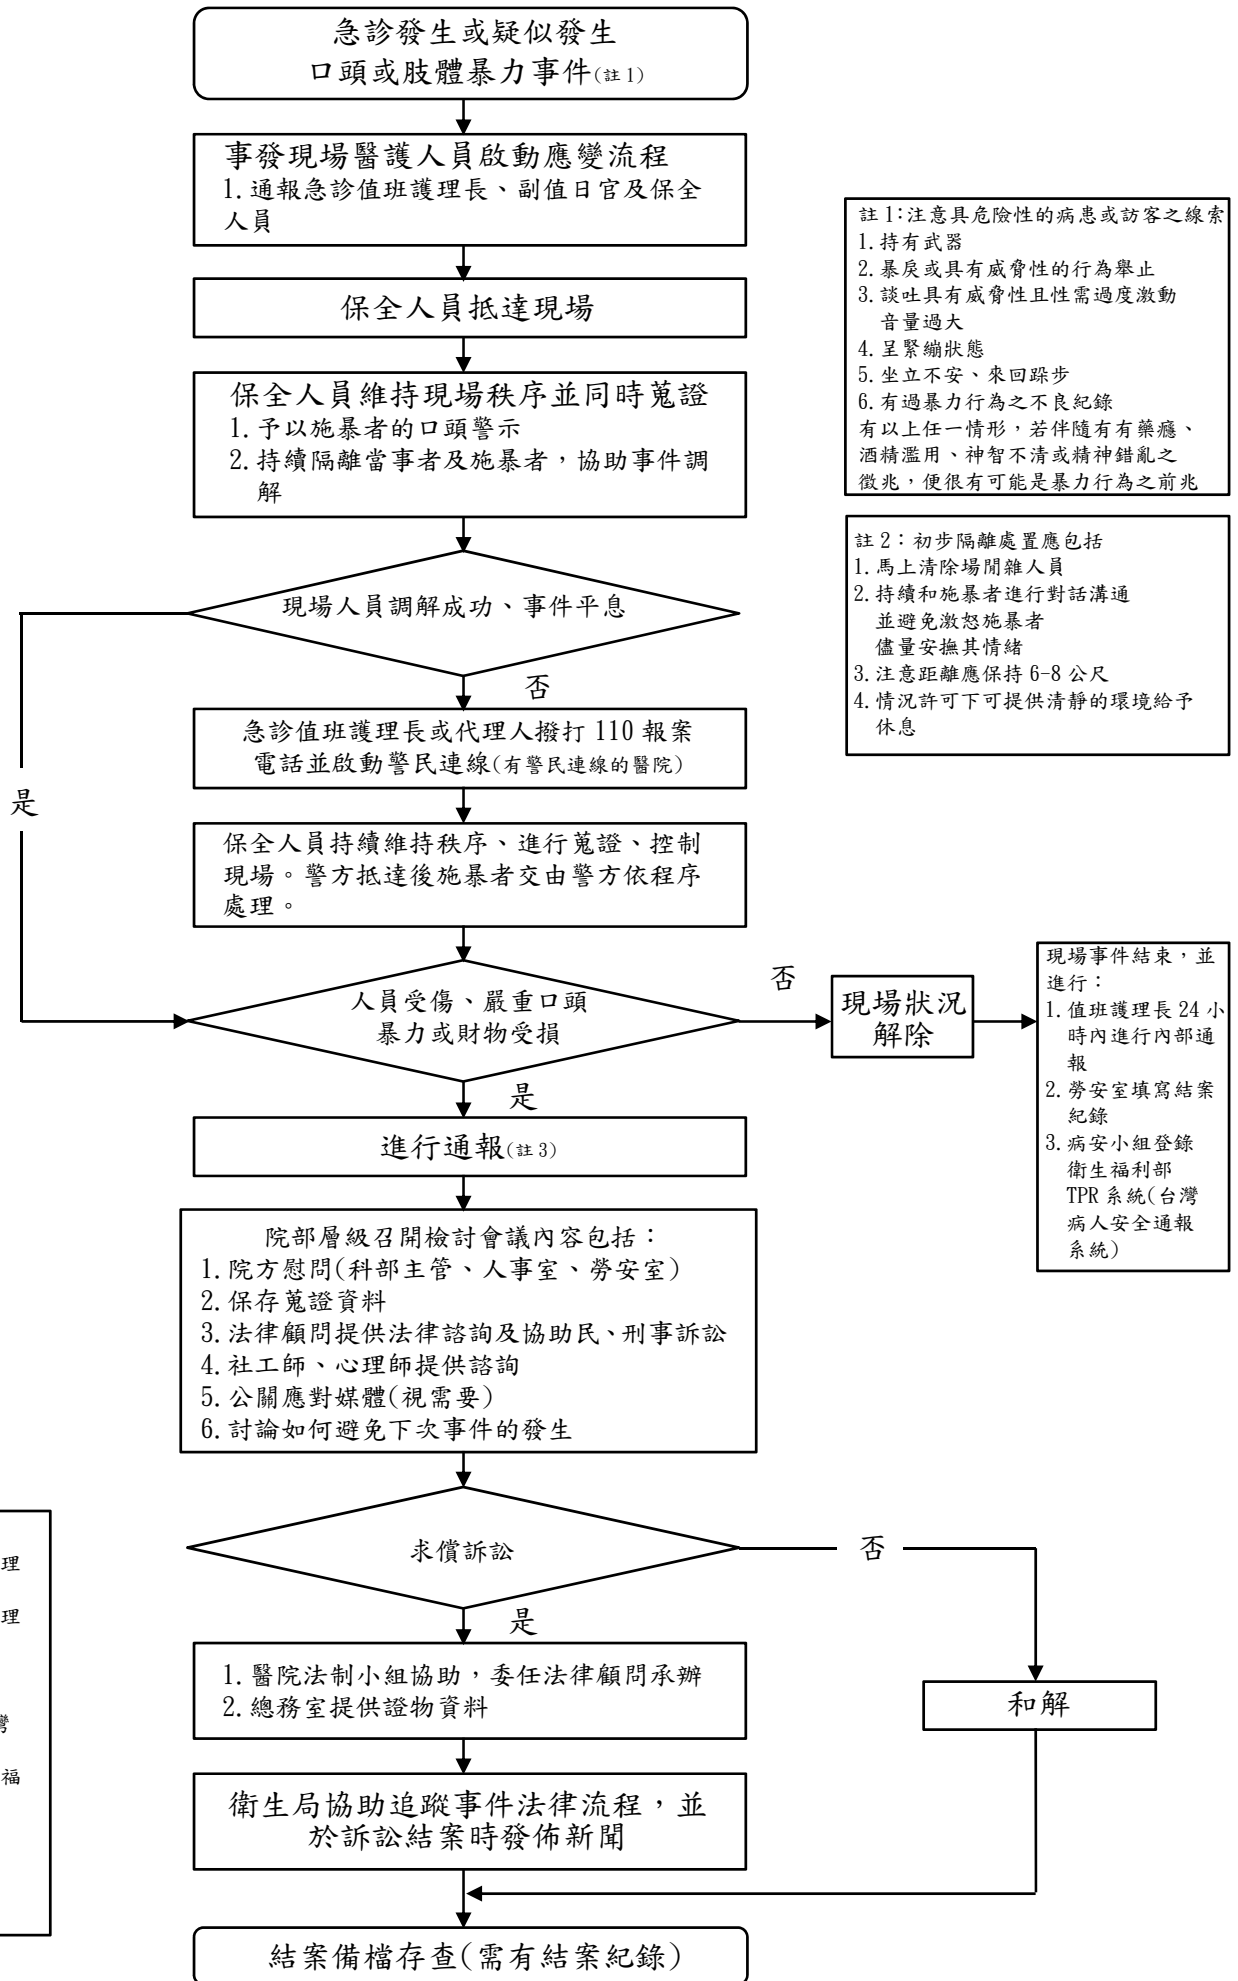 急診發生或疑似發生
口頭或肢體暴力事件(註 1)
事發現場醫護人員啟動應變流程
1.通報急診值班護理長、副值日官及保全
人員
保全人員抵達現場
保全人員維持現場秩序並同時蒐證
1.予以施暴者的口頭警示
2.持續隔離當事者及施暴者，協助事件調
解
現場人員調解成功、事件平息
否
是
急診值班護理長或代理人撥打 110 報案
電話並啟動警民連線(有警民連線的醫院)
保全人員持續維持秩序、進行蒐證、控制
現場。警方抵達後施暴者交由警方依程序
處理。
人員受傷、嚴重口頭
暴力或財物受損
否
現場狀況
解除
現場事件結束，並
進行：
1.值班護理長 24 小
時內進行內部通
報
2.勞安室填寫結案
紀錄
3.病安小組登錄
衛生福利部
TPR 系統(台灣
病人安全通報
系統)
是
進行通報(註 3)
院部層級召開檢討會議內容包括：
1.院方慰問(科部主管、人事室、勞安室)
2.保存蒐證資料
3.法律顧問提供法律諮詢及協助民、刑事訴訟
4.社工師、心理師提供諮詢
5.公關應對媒體(視需要)
6.討論如何避免下次事件的發生
求償訴訟
否
是
1.醫院法制小組協助，委任法律顧問承辦
2.總務室提供證物資料
和解
衛生局協助追蹤事件法律流程，並
於訴訟結案時發佈新聞
結案備檔存查(需有結案紀錄)
註 1:注意具危險性的病患或訪客之線索
1.持有武器
2.暴戾或具有威脅性的行為舉止
3.談吐具有威脅性且性需過度激動
音量過大
4.呈緊繃狀態
5.坐立不安、來回跺步
6.有過暴力行為之不良紀錄
有以上任一情形，若伴隨有有藥癮、
酒精濫用、神智不清或精神錯亂之
徵兆，便很有可能是暴力行為之前兆
註 2：初步隔離處置應包括
1.馬上清除場閒雜人員
2.持續和施暴者進行對話溝通
並避免激怒施暴者
儘量安撫其情緒
3.注意距離應保持 6-8 公尺
4.情況許可下可提供清靜的環境給予
休息
理
理
灣
福